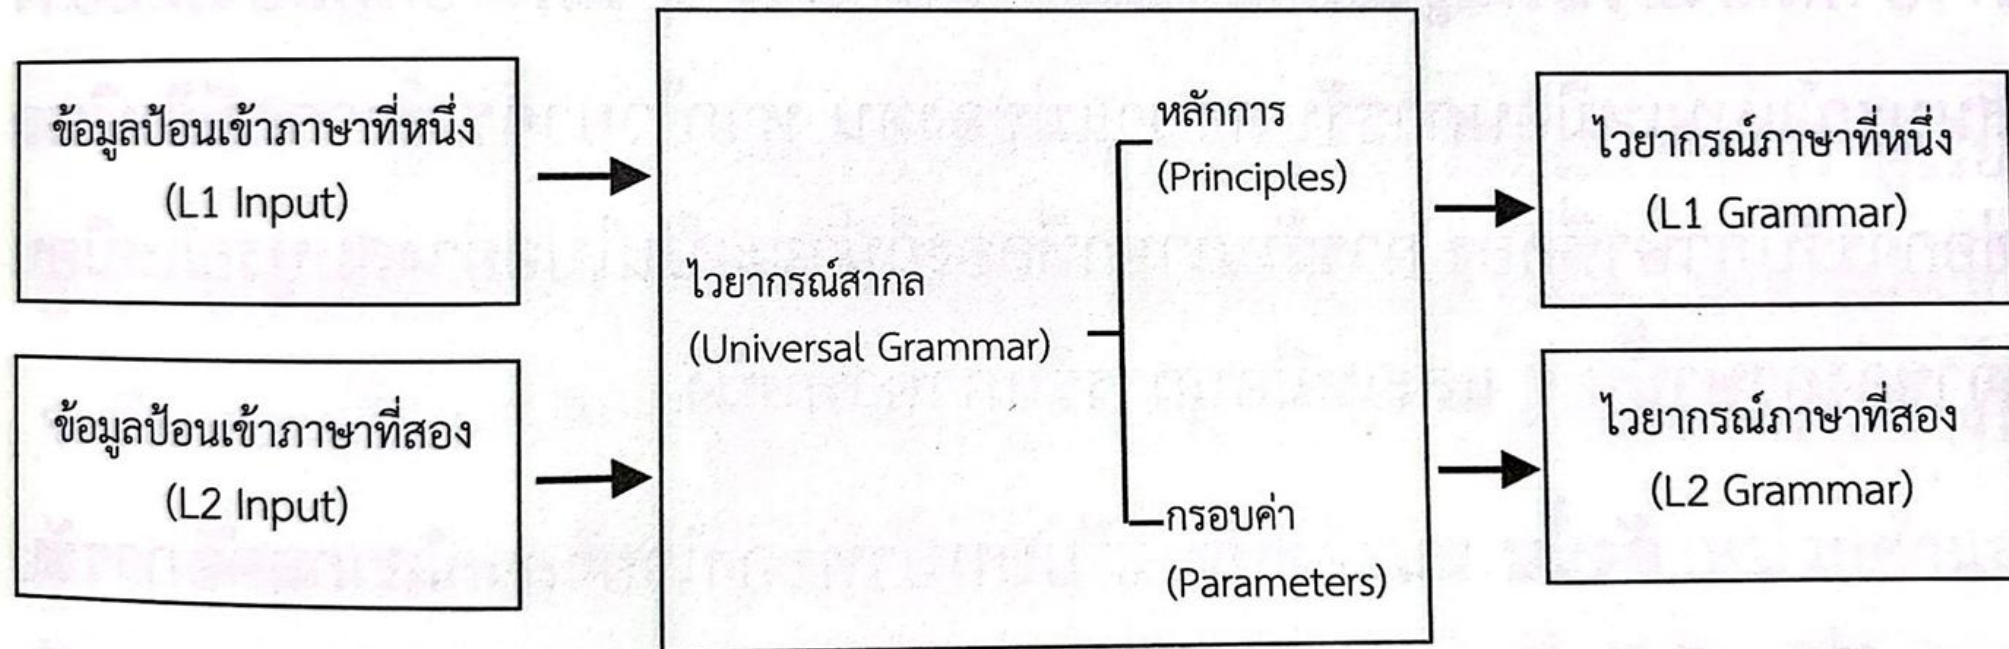 ข้อมูลป้อนเข้าภาษาที่หนึ่ง
(L1 Input)
ข้อมูลป้อนเข้าภาษาที่สอง
(L2 Input)
ไวยากรณ์สากล
(Universal Grammar)
หลักการ
(Principles)
กรอบค่า
(Parameters)
ไวยากรณ์ภาษาที่หนึ่ง
(L1 Grammar)
ไวยากรณ์ภาษาที่สอง
(L2 Grammar)